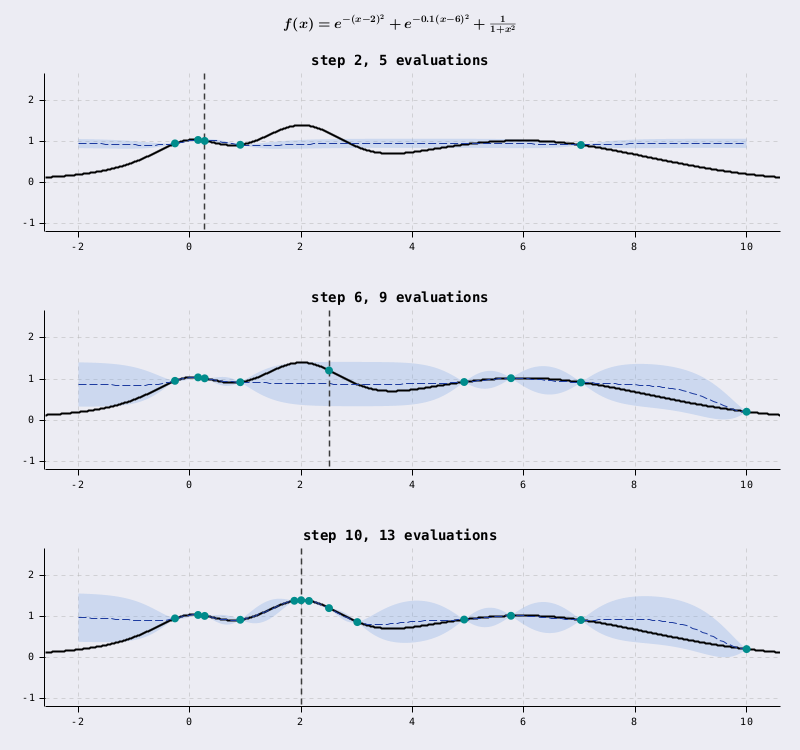 f(x) = e^{-(x-2)^2} + e^{-0.1(x-6)^2} + \frac{1}{1+x^2}
step 2, 5 evaluations
2
1
0
-1
-2 0 2 4 6 8 10
step 6, 9 evaluations
2
1
0
-1
-2 0 2 4 6 8 10
step 10, 13 evaluations
2
1
0
-1
-2 0 2 4 6 8 10